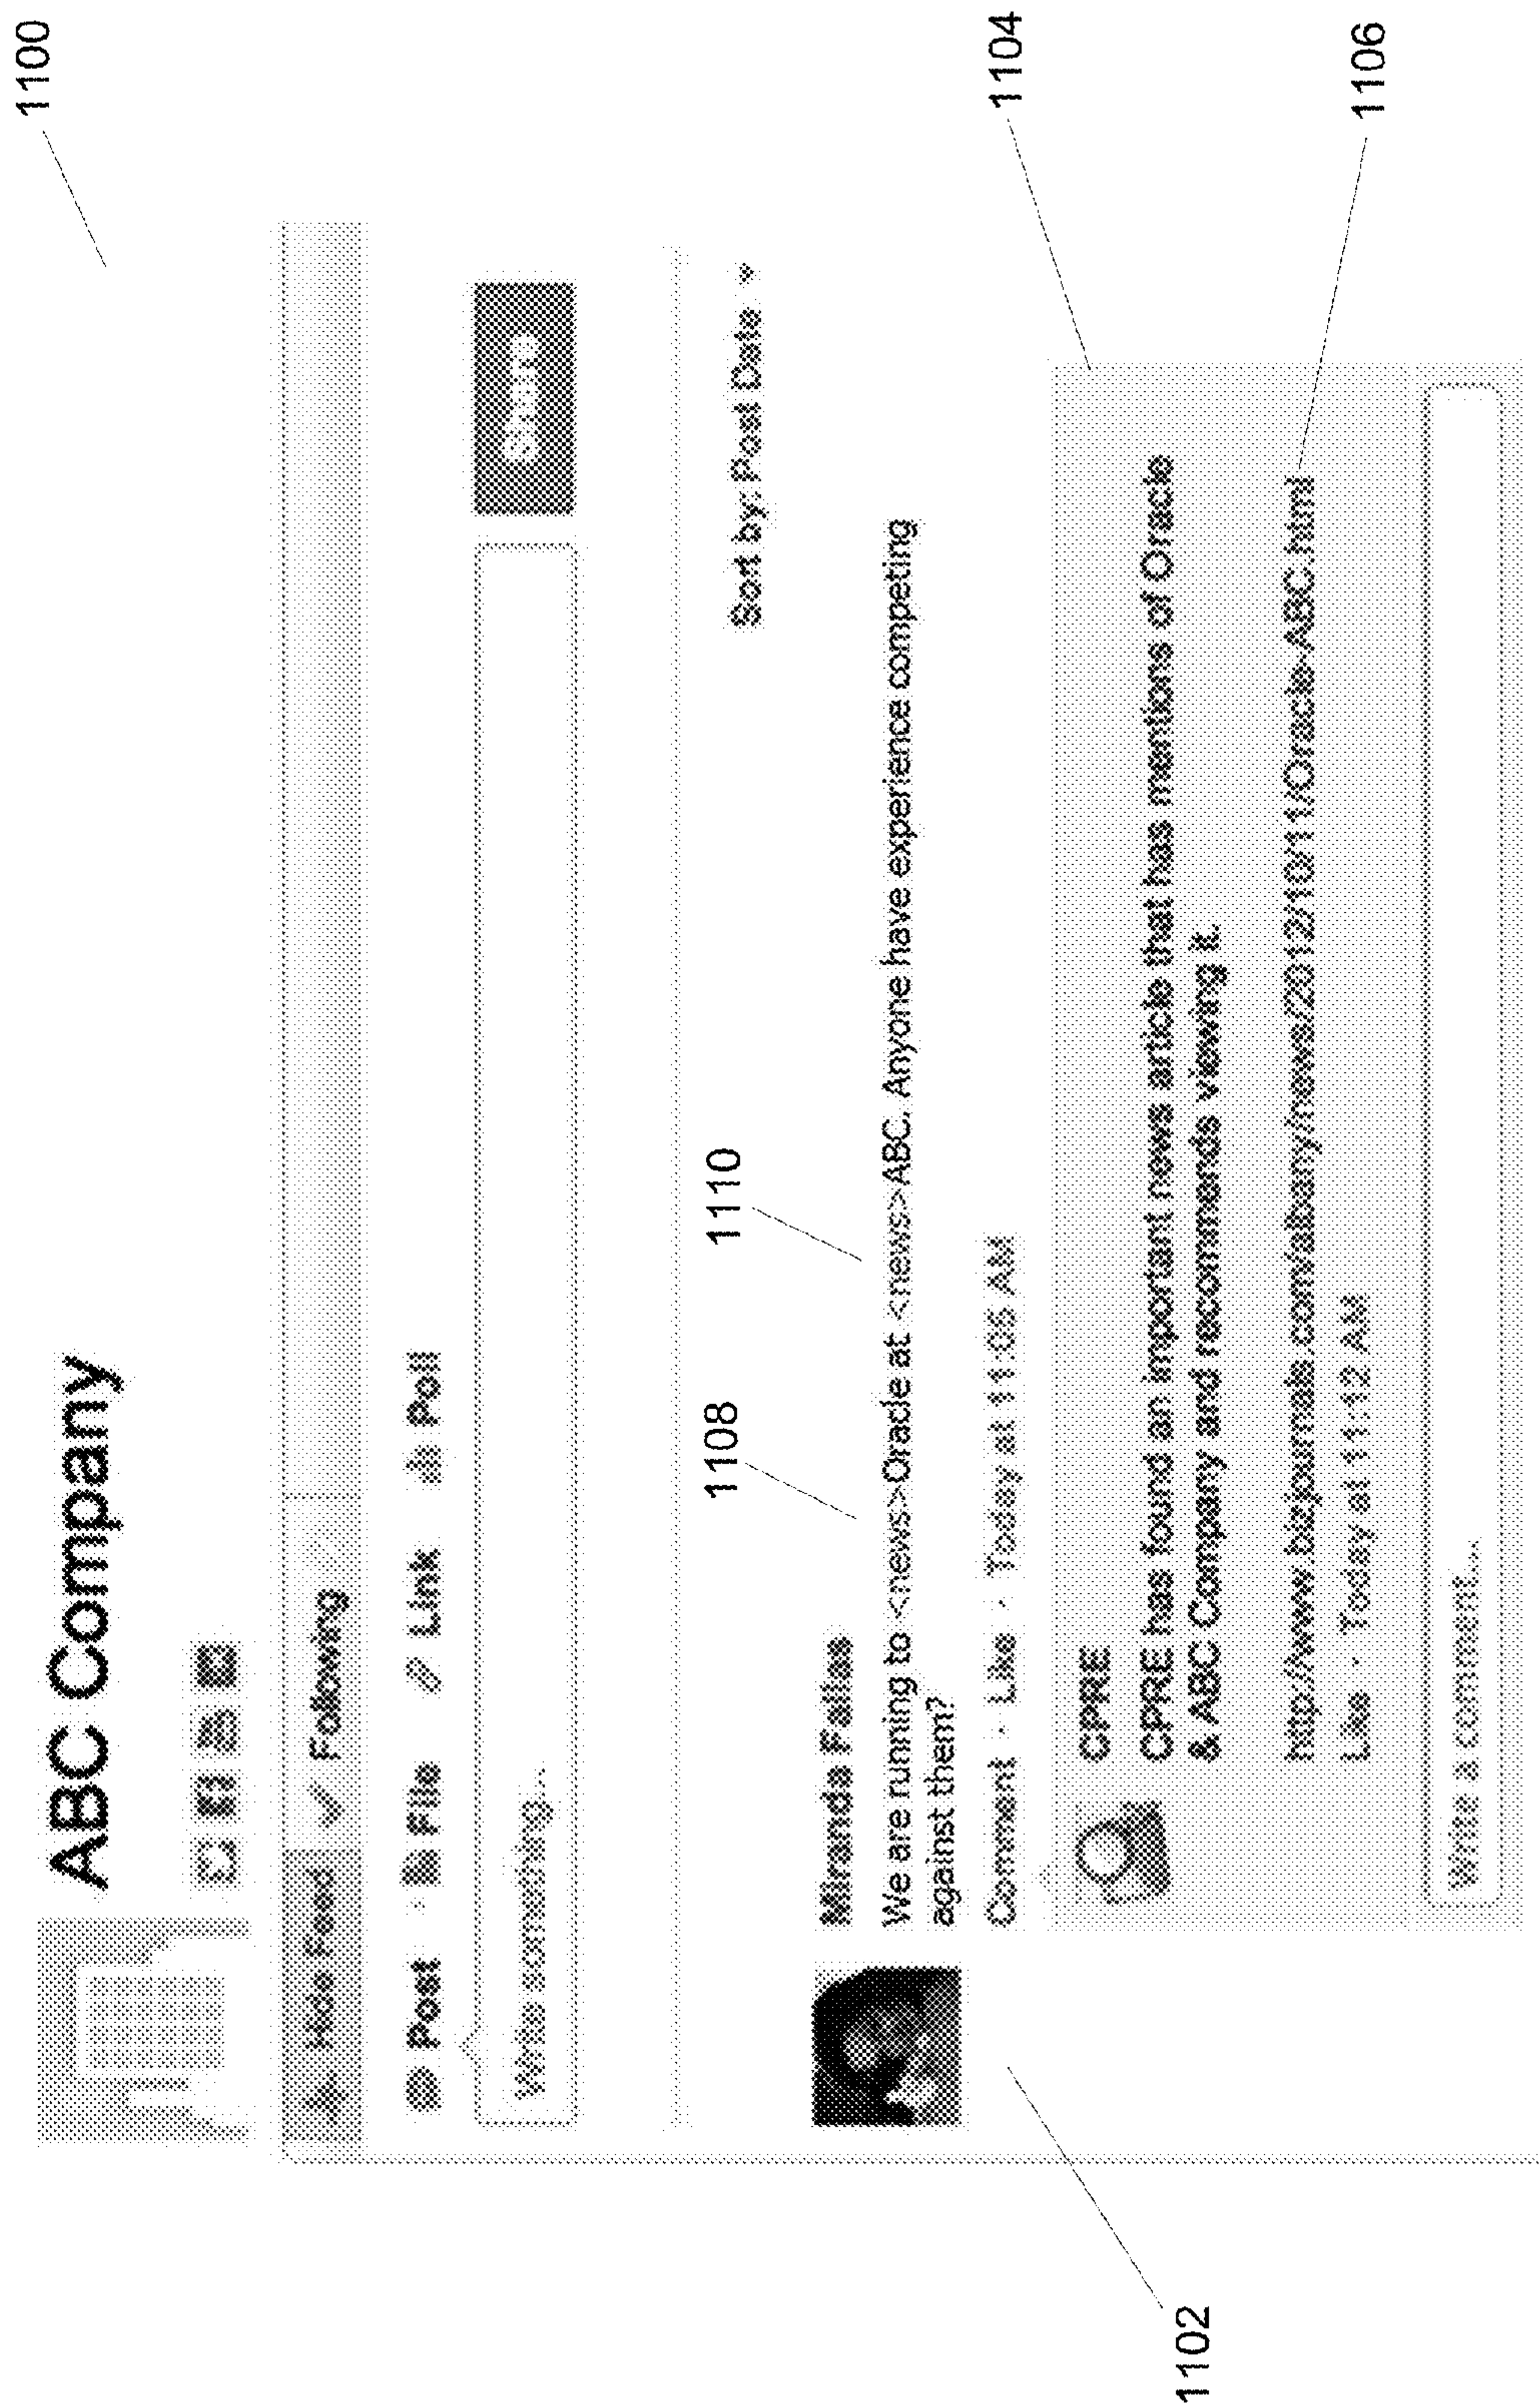 1100
ABC Company
Hide Feed ✓ Following
Post File Link Poll
Write something...
Share
Sort by: Post Date
1108
1110
Miranda Fallas
We are running to <news>Oracle at <news>ABC. Anyone have experience competing
against them?
Comment · Like · Today at 11:05 AM
1102
1104
CPRE
CPRE has found an important news article that has mentions of Oracle
& ABC Company and recommends viewing it.
http://www.bizjournals.com/albany/news/2012/10/11/Oracle-ABC.html
1106
Like · Today at 11:12 AM
Write a comment...